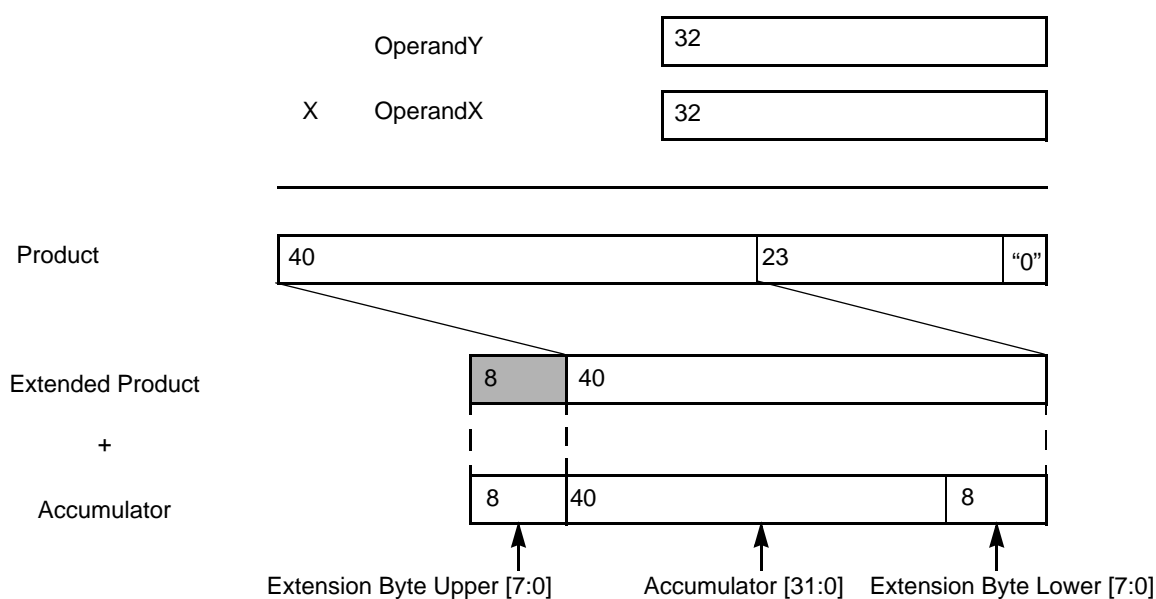 OperandY 32
X OperandX 32
Product 40 23 “0”
Extended Product 8 40
+
Accumulator 8 40 8
Extension Byte Upper [7:0] Accumulator [31:0] Extension Byte Lower [7:0]